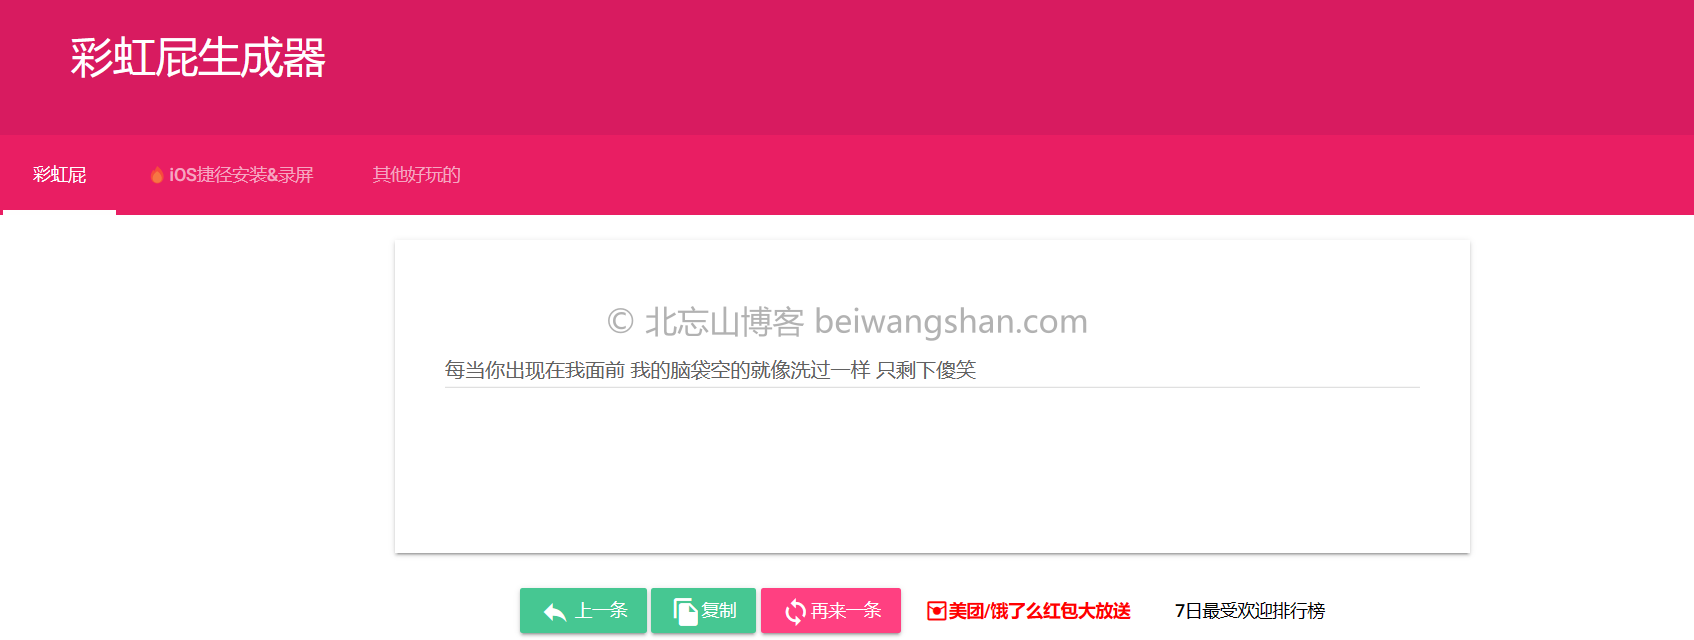 彩虹屁生成器
彩虹屁
iOS捷径安装&录屏
其他好玩的
© 北忘山博客 beiwangshan.com
每当你出现在我面前 我的脑袋空的就像洗过一样 只剩下傻笑
上一条
复制
再来一条
美团/饿了么红包大放送
7日最受欢迎排行榜